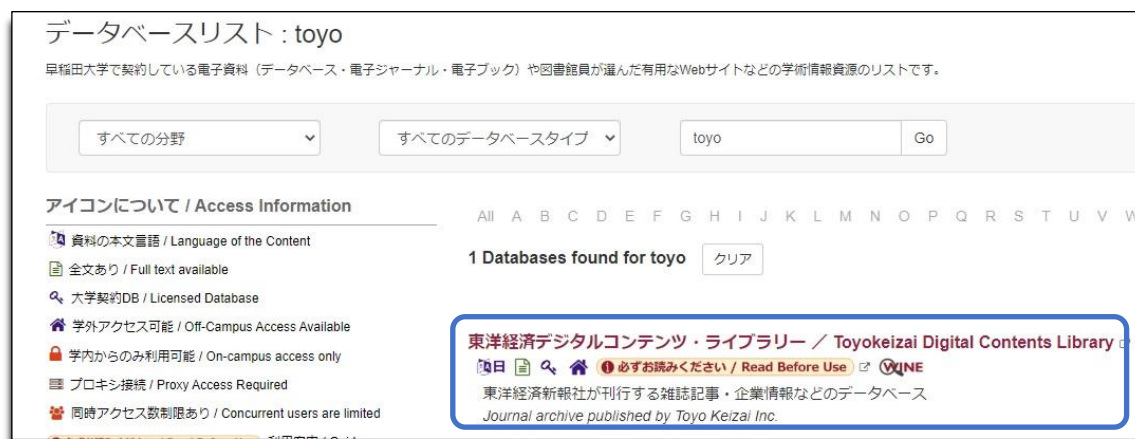 データベースリスト : toyo
早稲田大学で契約している電子資料（データベース・電子ジャーナル・電子ブック）や図書館員が選んだ有用なWebサイトなどの学術情報資源のリストです。
すべての分野
すべてのデータベースタイプ
toyo
Go
アイコンについて / Access Information
資料の本文言語 / Language of the Content
全文あり / Full text available
大学契約DB / Licensed Database
学外アクセス可能 / Off-Campus Access Available
学内からのみ利用可能 / On-campus access only
プロキシ接続 / Proxy Access Required
同時アクセス数制限あり / Concurrent users are limited
All A B C D E F G H I J K L M N O P Q R S T U V W
1 Databases found for toyo クリア
東洋経済デジタルコンテンツ・ライブラリー ／ Toyokeizai Digital Contents Library
日 必ずお読みください / Read Before Use WINE
東洋経済新報社が刊行する雑誌記事・企業情報などのデータベース
Journal archive published by Toyo Keizai Inc.